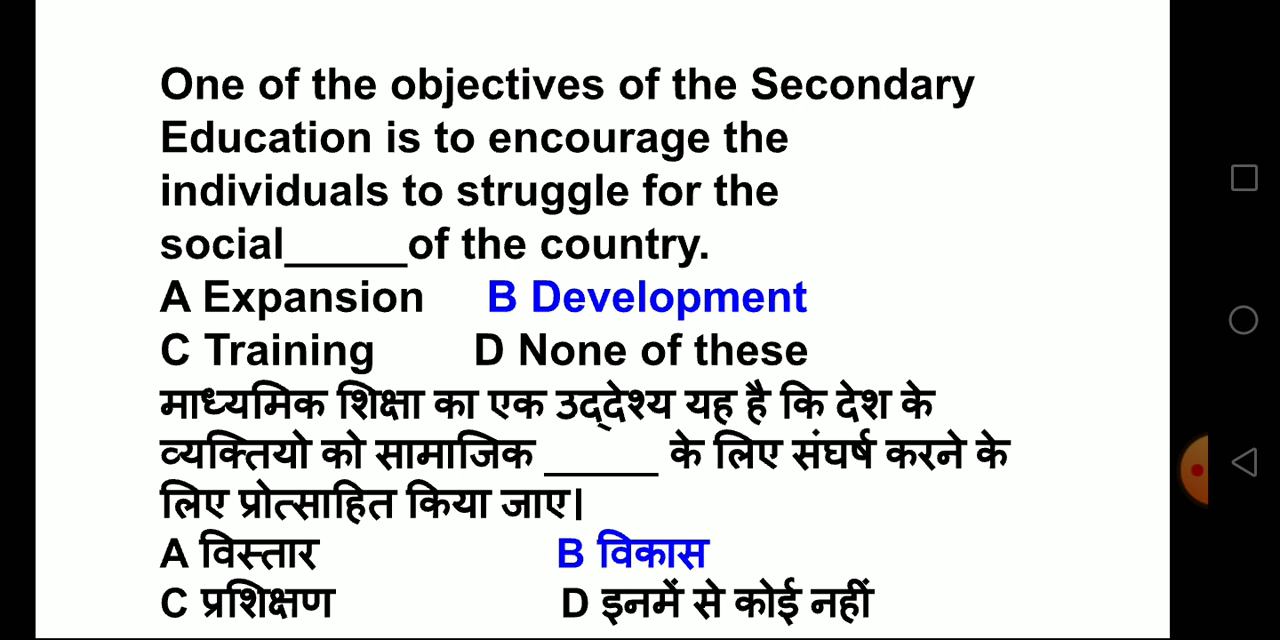 One of the objectives of the Secondary
Education is to encourage the
individuals to struggle for the
social_____of the country.
A Expansion B Development
C Training D None of these
माध्यमिक शिक्षा का एक उद्देश्य यह है कि देश के
व्यक्तियो को सामाजिक _____ के लिए संघर्ष करने के
लिए प्रोत्साहित किया जाए।
A विस्तार B विकास
C प्रशिक्षण D इनमें से कोई नहीं